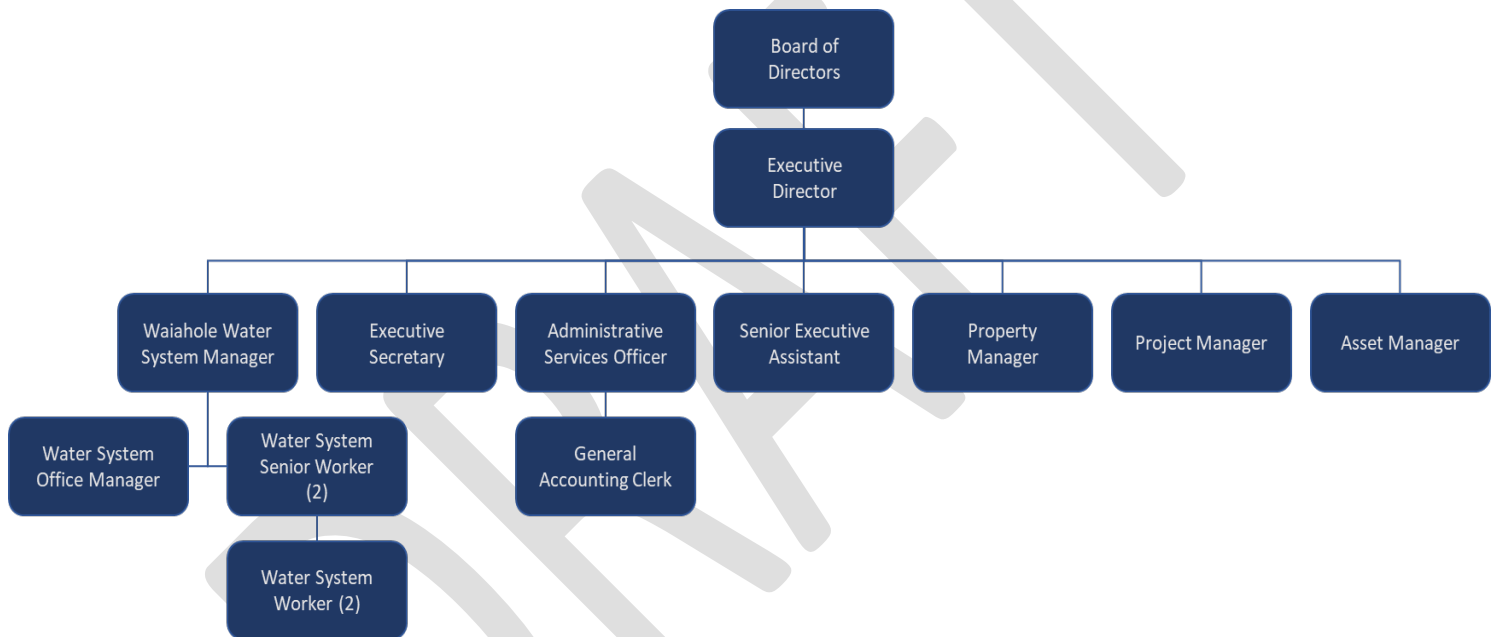 Board of
Directors
Executive
Director
Waiahole Water
System Manager
Executive
Secretary
Administrative
Services Officer
Senior Executive
Assistant
Property
Manager
Project Manager
Asset Manager
Water System
Office Manager
Water System
Senior Worker
(2)
General
Accounting Clerk
Water System
Worker (2)
DRAFT